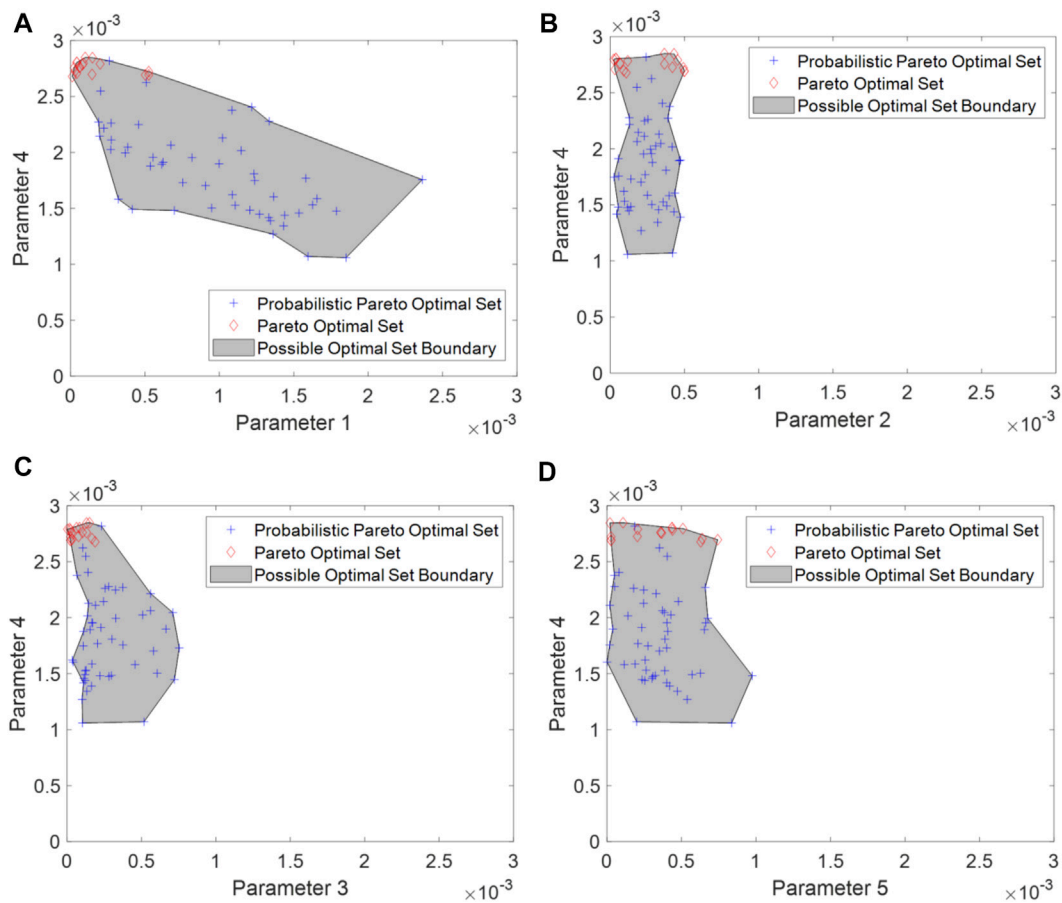 A
×10⁻³
3
2.5
2
1.5
1
0.5
0
Parameter 4
Probabilistic Pareto Optimal Set
Pareto Optimal Set
Possible Optimal Set Boundary
0 0.5 1 1.5 2 2.5 3
Parameter 1
×10⁻³
B
×10⁻³
3
2.5
2
1.5
1
0.5
0
Parameter 4
Probabilistic Pareto Optimal Set
Pareto Optimal Set
Possible Optimal Set Boundary
0 0.5 1 1.5 2 2.5 3
Parameter 2
×10⁻³
C
×10⁻³
3
2.5
2
1.5
1
0.5
0
Parameter 4
Probabilistic Pareto Optimal Set
Pareto Optimal Set
Possible Optimal Set Boundary
0 0.5 1 1.5 2 2.5 3
Parameter 3
×10⁻³
D
×10⁻³
3
2.5
2
1.5
1
0.5
0
Parameter 4
Probabilistic Pareto Optimal Set
Pareto Optimal Set
Possible Optimal Set Boundary
0 0.5 1 1.5 2 2.5 3
Parameter 5
×10⁻³